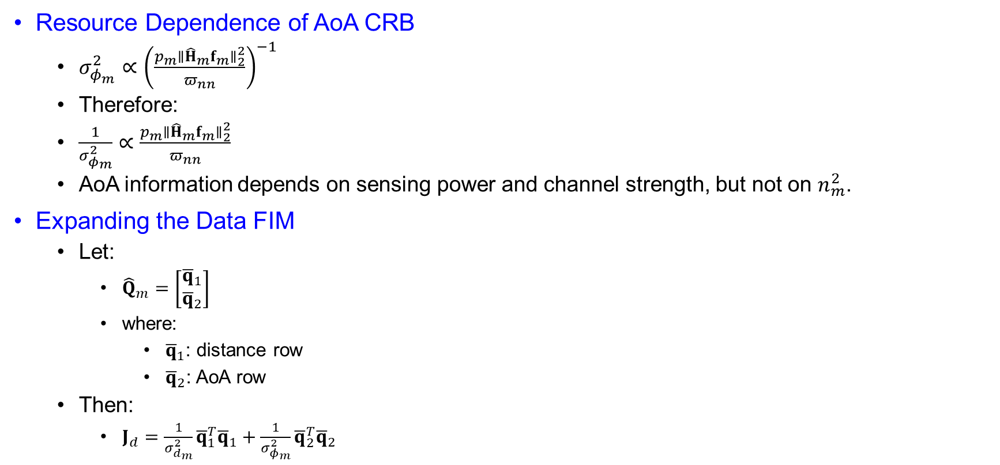 • Resource Dependence of AoA CRB
• $\sigma_{\phi_m}^2 \propto \left(\frac{p_m\|\widehat{\mathbf{H}}_m\mathbf{f}_m\|_2^2}{\varpi_{nn}}\right)^{-1}$
• Therefore:
• $\frac{1}{\sigma_{\phi_m}^2} \propto \frac{p_m\|\widehat{\mathbf{H}}_m\mathbf{f}_m\|_2^2}{\varpi_{nn}}$
• AoA information depends on sensing power and channel strength, but not on $n_m^2$.
• Expanding the Data FIM
• Let:
• $\widehat{\mathbf{Q}}_m = \begin{bmatrix}\overline{\mathbf{q}}_1\\ \overline{\mathbf{q}}_2\end{bmatrix}$
• where:
• $\overline{\mathbf{q}}_1$: distance row
• $\overline{\mathbf{q}}_2$: AoA row
• Then:
• $\mathbf{J}_d = \frac{1}{\sigma_{d_m}^2}\overline{\mathbf{q}}_1^T\overline{\mathbf{q}}_1 + \frac{1}{\sigma_{\phi_m}^2}\overline{\mathbf{q}}_2^T\overline{\mathbf{q}}_2$